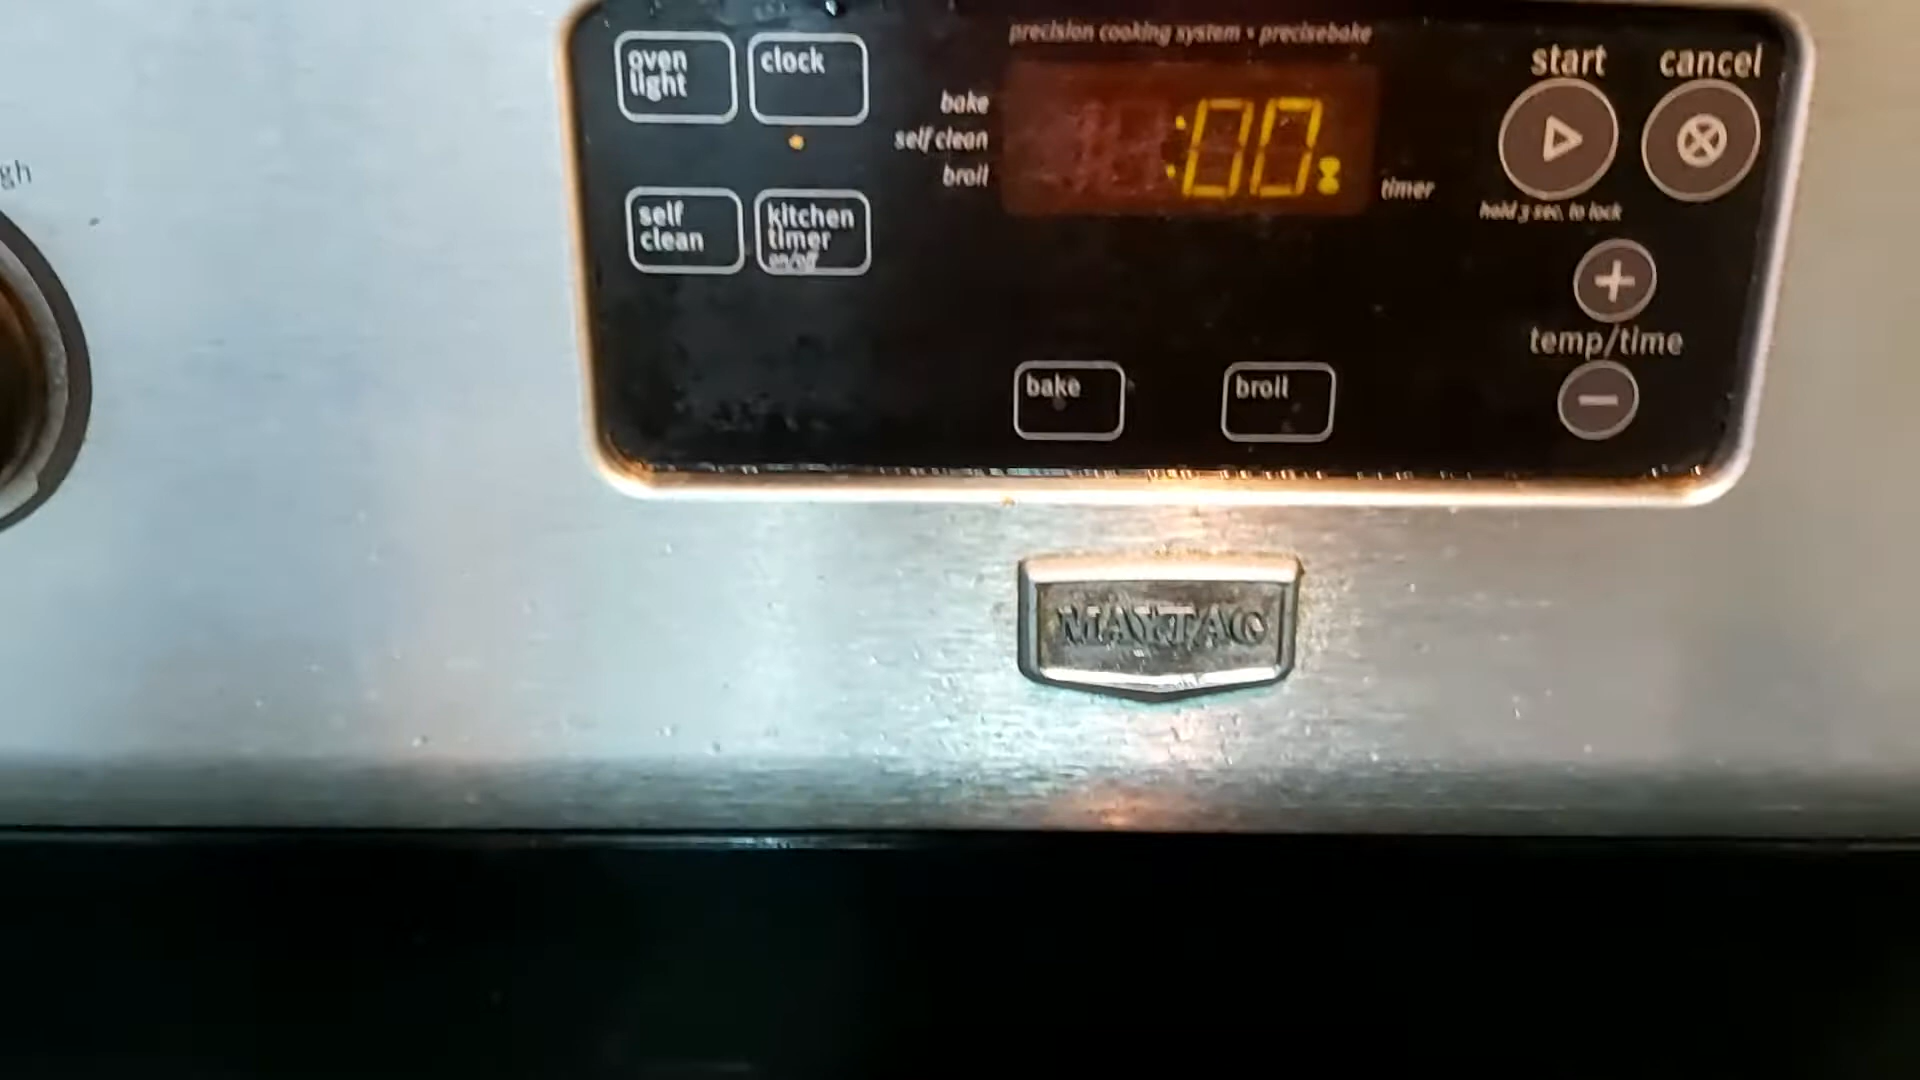 precision cooking system • precisebake
oven
light
clock
start
cancel
bake
self clean
broil
:00
timer
hold 3 sec. to lock
self
clean
kitchen
timer
on/off
temp/time
bake
broil
MAYTAG
gh